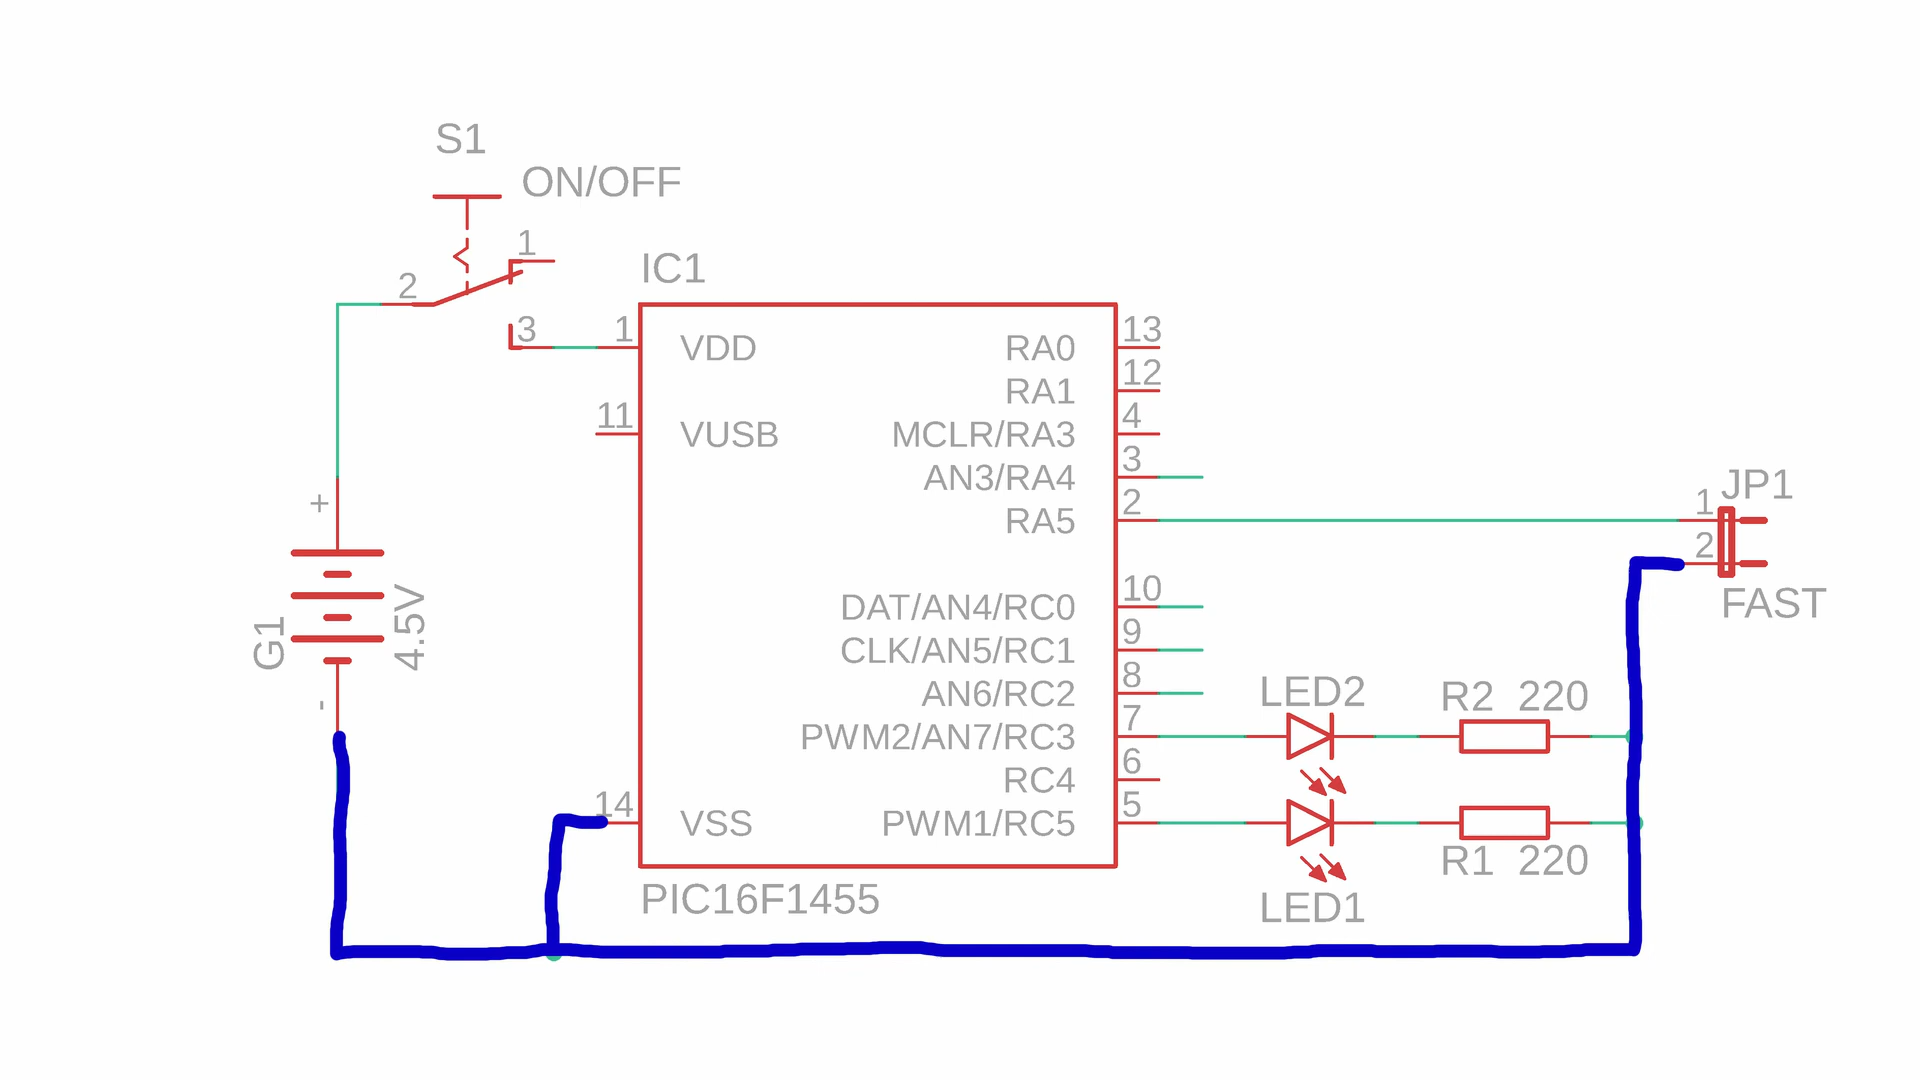 S1
ON/OFF
1
2
3
IC1
1
VDD
RA0
13
RA1
12
11
VUSB
MCLR/RA3
4
AN3/RA4
3
RA5
2
JP1
1
2
FAST
+
G1
4.5V
-
DAT/AN4/RC0
10
CLK/AN5/RC1
9
AN6/RC2
8
PWM2/AN7/RC3
7
RC4
6
14
VSS
PWM1/RC5
5
LED2
R2 220
R1 220
LED1
PIC16F1455